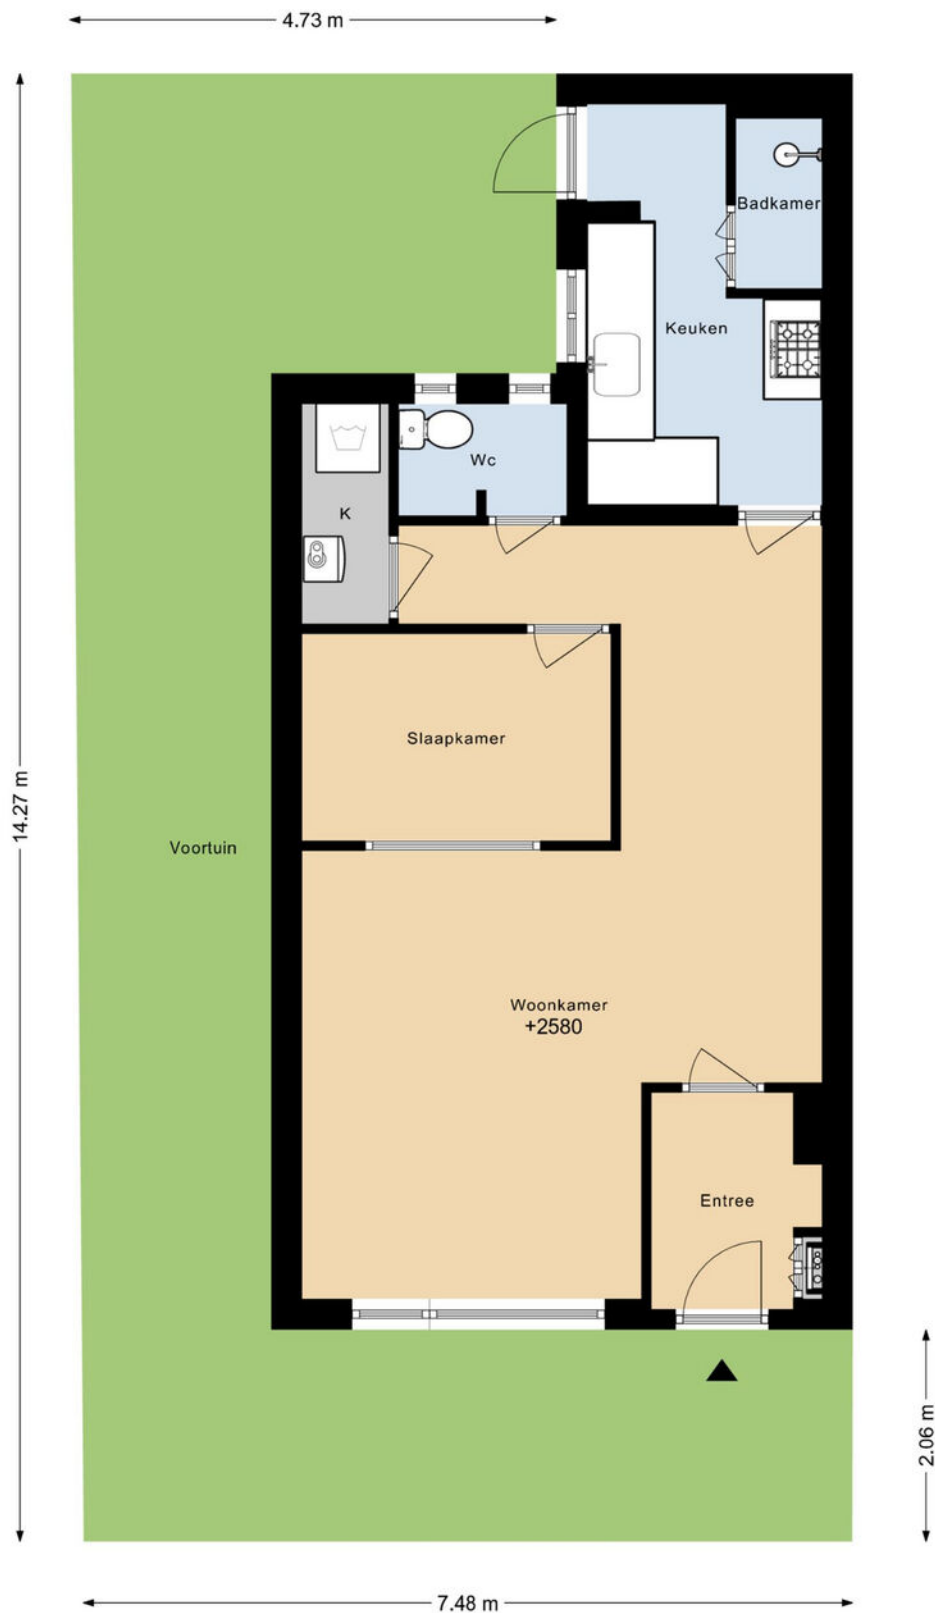 4.73 m
Badkamer
Keuken
Wc
K
Slaapkamer
14.27 m
Voortuin
Woonkamer
+2580
Entree
2.06 m
7.48 m